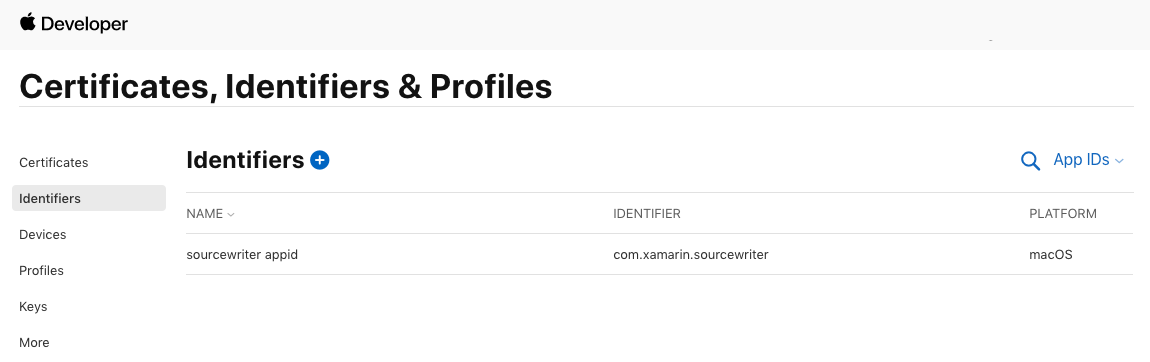 Developer
Certificates, Identifiers & Profiles
Certificates
Identifiers
Devices
Profiles
Keys
More
Identifiers
App IDs
NAME IDENTIFIER PLATFORM
sourcewriter appid com.xamarin.sourcewriter macOS